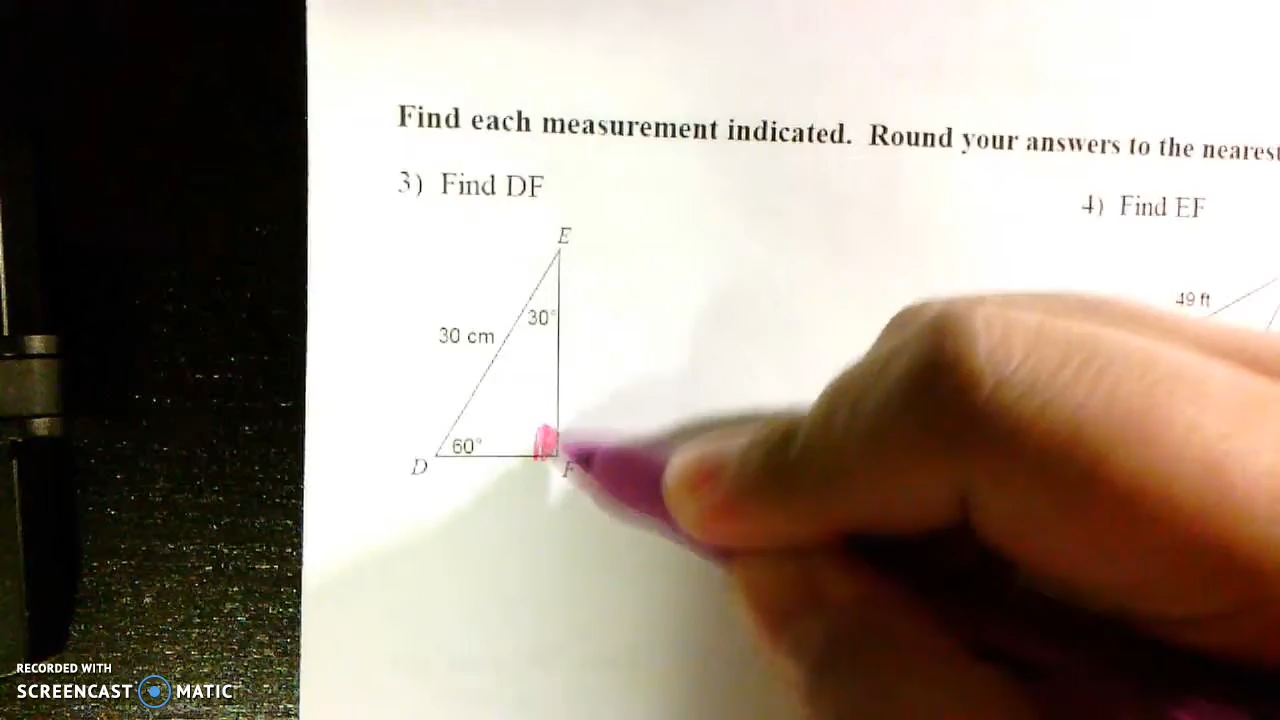 Find each measurement indicated. Round your answers to the nearest
3) Find DF
4) Find EF
E
30°
30 cm
49 ft
60°
D
F
RECORDED WITH
SCREENCAST MATIC